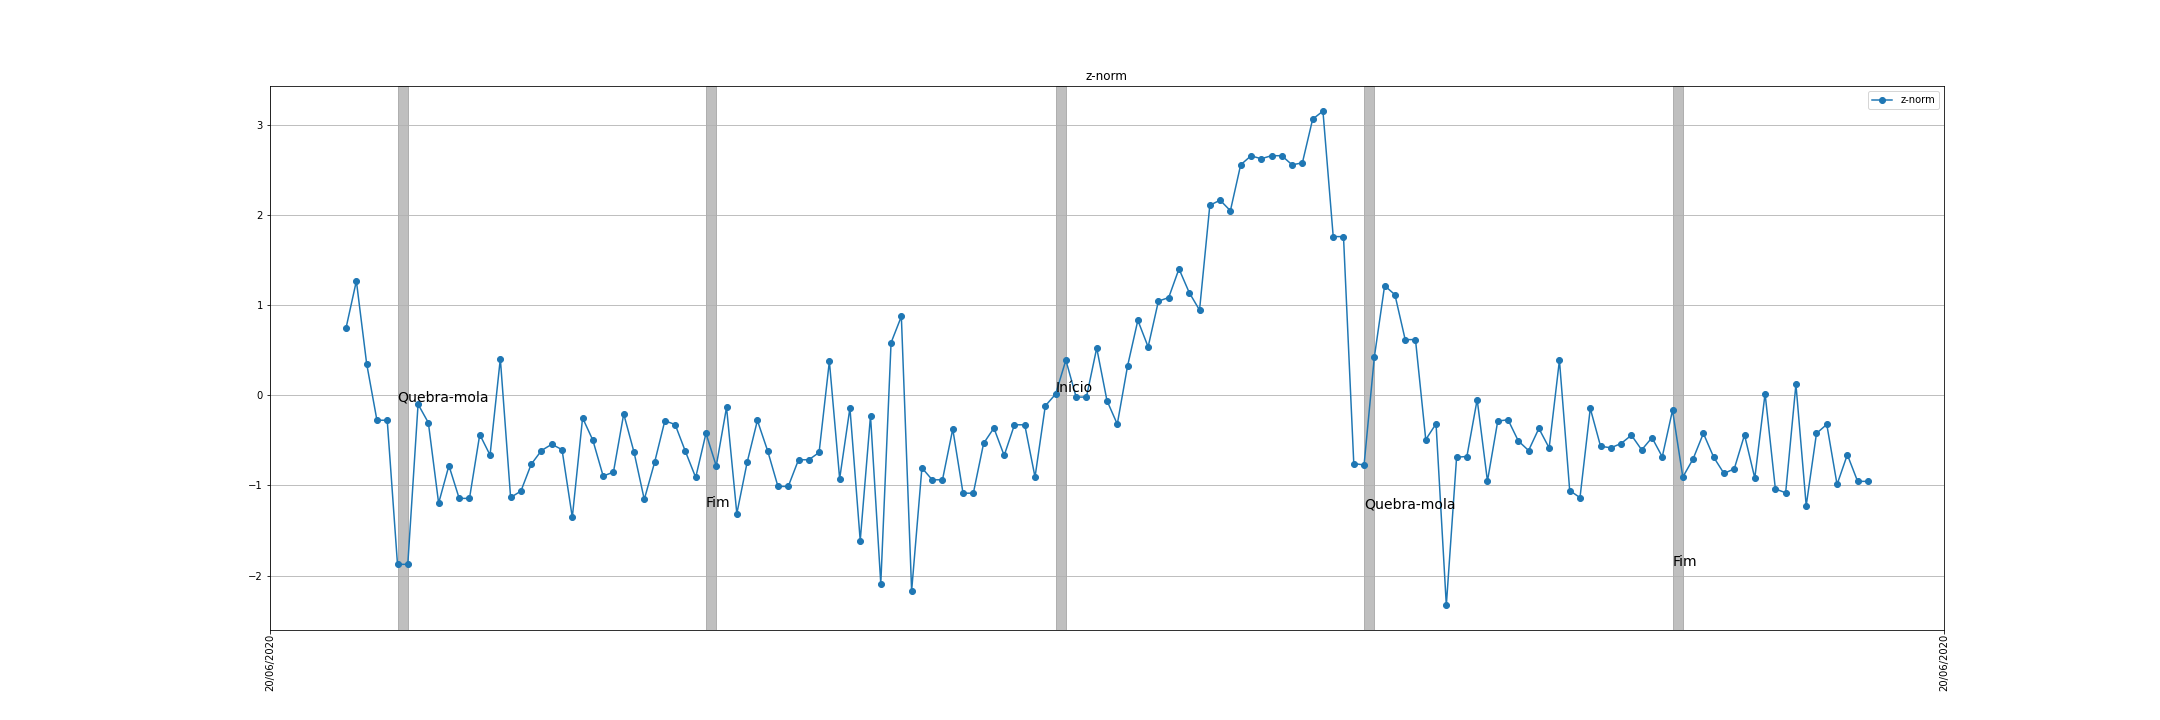 z-norm
z-norm
3
2
1
0
−1
−2
Quebra-mola
Fim
Início
Quebra-mola
Fim
20/06/2020
20/06/2020